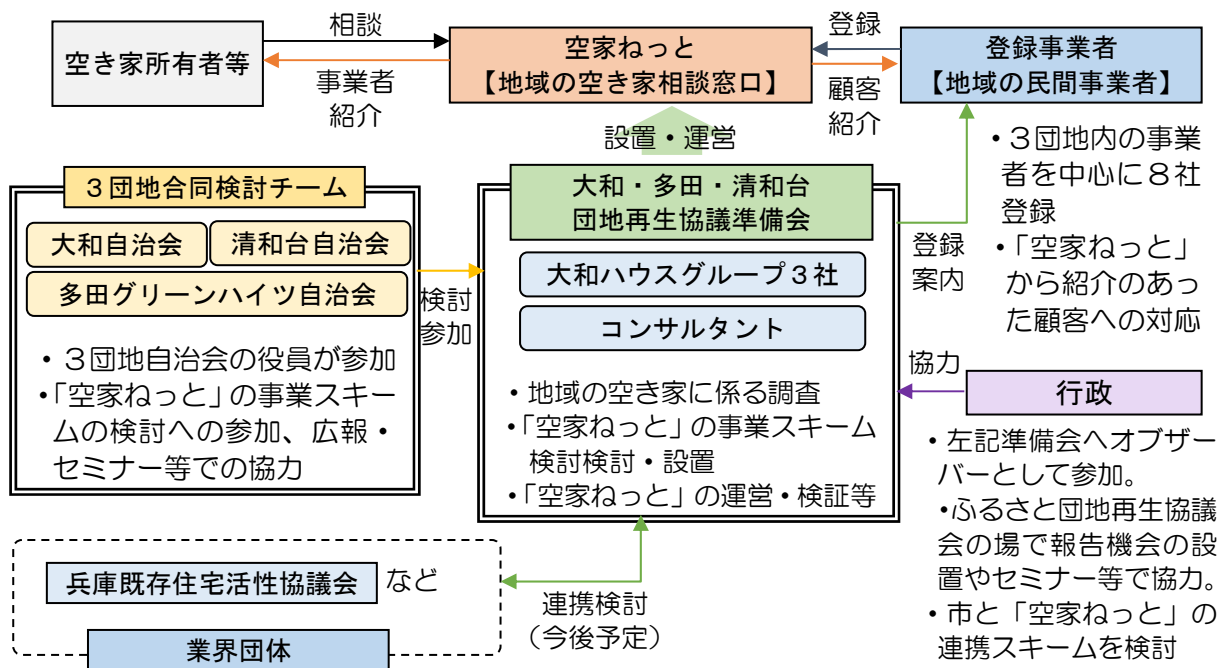 相談
空き家所有者等
事業者
紹介
空家ねっと
【地域の空き家相談窓口】
登録
顧客
紹介
登録事業者
【地域の民間事業者】
・３団地内の事業
者を中心に８社
登録
・「空家ねっと」
から紹介のあっ
た顧客への対応
設置・運営
３団地合同検討チーム
大和自治会
清和台自治会
多田グリーンハイツ自治会
・３団地自治会の役員が参加
・「空家ねっと」の事業スキー
ムの検討への参加、広報・
セミナー等での協力
検討
参加
大和・多田・清和台
団地再生協議準備会
大和ハウスグループ３社
コンサルタント
・地域の空き家に係る調査
・「空家ねっと」の事業スキーム
検討検討・設置
・「空家ねっと」の運営・検証等
登録
案内
協力
行政
・左記準備会へオブザー
バーとして参加。
・ふるさと団地再生協議
会の場で報告機会の設
置やセミナー等で協力。
・市と「空家ねっと」の
連携スキームを検討
兵庫既存住宅活性協議会
など
業界団体
連携検討
（今後予定）